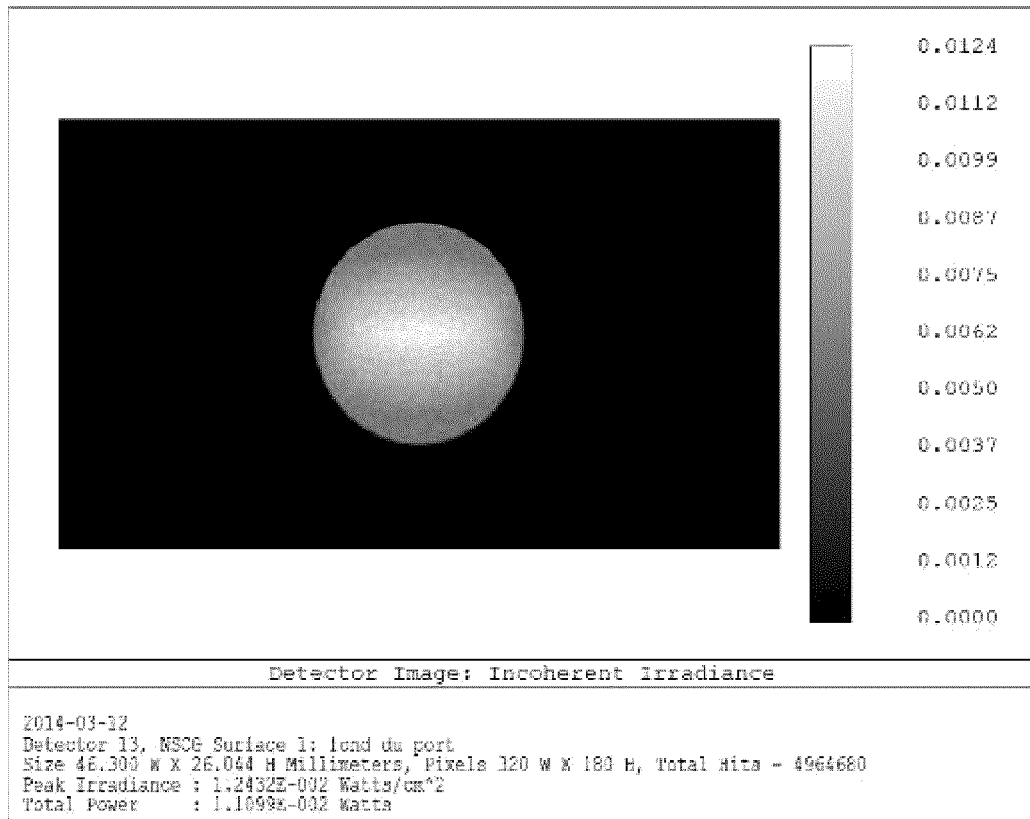 0.0124
0.0112
0.0099
0.0087
0.0075
0.0062
0.0050
0.0037
0.0025
0.0012
0.0000
Detector Image: Incoherent Irradiance
2014-03-12
Detector 13, NSCG Surface 1: fond du port
Size 46.300 W X 26.044 H Millimeters, Pixels 320 W X 180 H, Total Hits = 4964680
Peak Irradiance : 1.2432E-002 Watts/cm^2
Total Power : 1.1099E-002 Watts